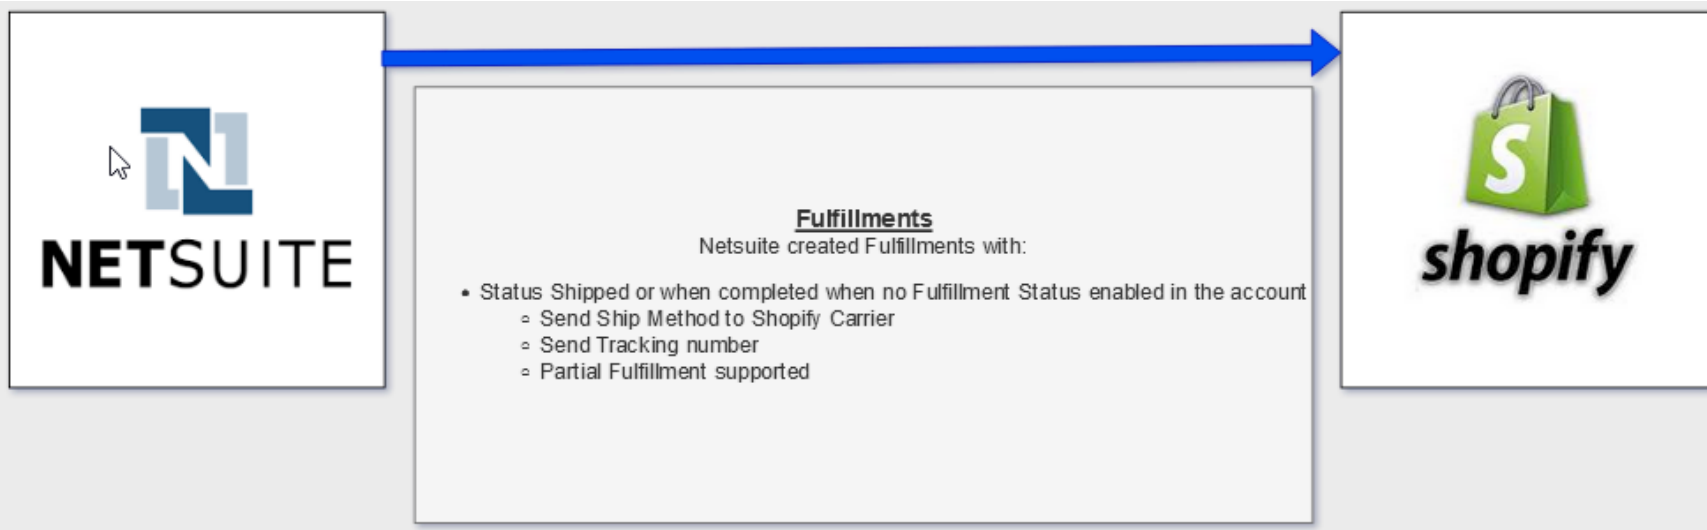 NETSUITE
Fulfillments
Netsuite created Fulfillments with:
• Status Shipped or when completed when no Fulfillment Status enabled in the account
○ Send Ship Method to Shopify Carrier
○ Send Tracking number
○ Partial Fulfillment supported
S
shopify